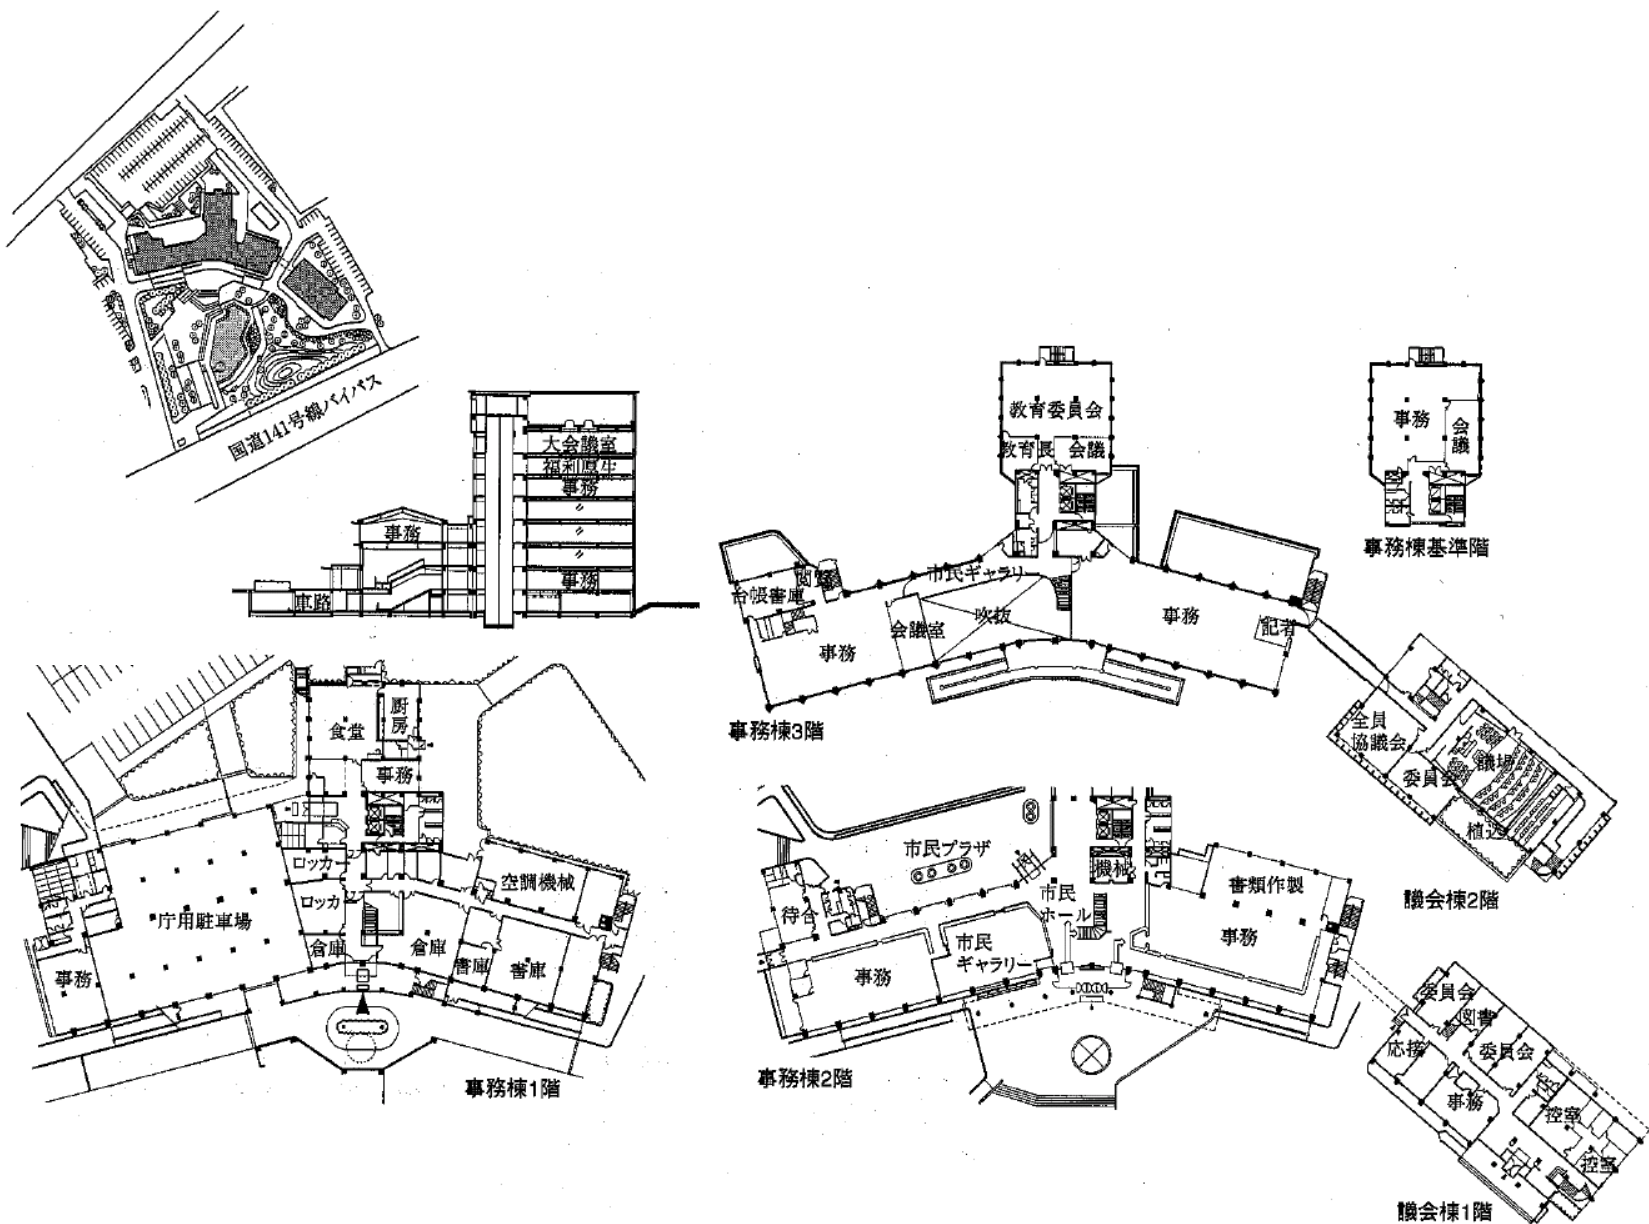 国道141号線バイパス
大会議室
福利厚生
事務
事務
事務
車路
教育委員会
教育長
会議
市民ギャラリー
閲覧
台帳書庫
会議室
吹抜
事務
事務
記者
事務棟3階
事務
会議
事務棟基準階
全員
協議会
委員会
議場
植込
議会棟2階
厨房
食堂
事務
ロッカー
ロッカ
空調機械
庁用駐車場
倉庫
倉庫
書庫
書庫
事務
事務棟1階
市民プラザ
機械
市民
ホール
書類作製
待合
市民
ギャラリー
事務
事務
事務棟2階
委員会
図書
応接
委員会
事務
控室
控室
議会棟1階